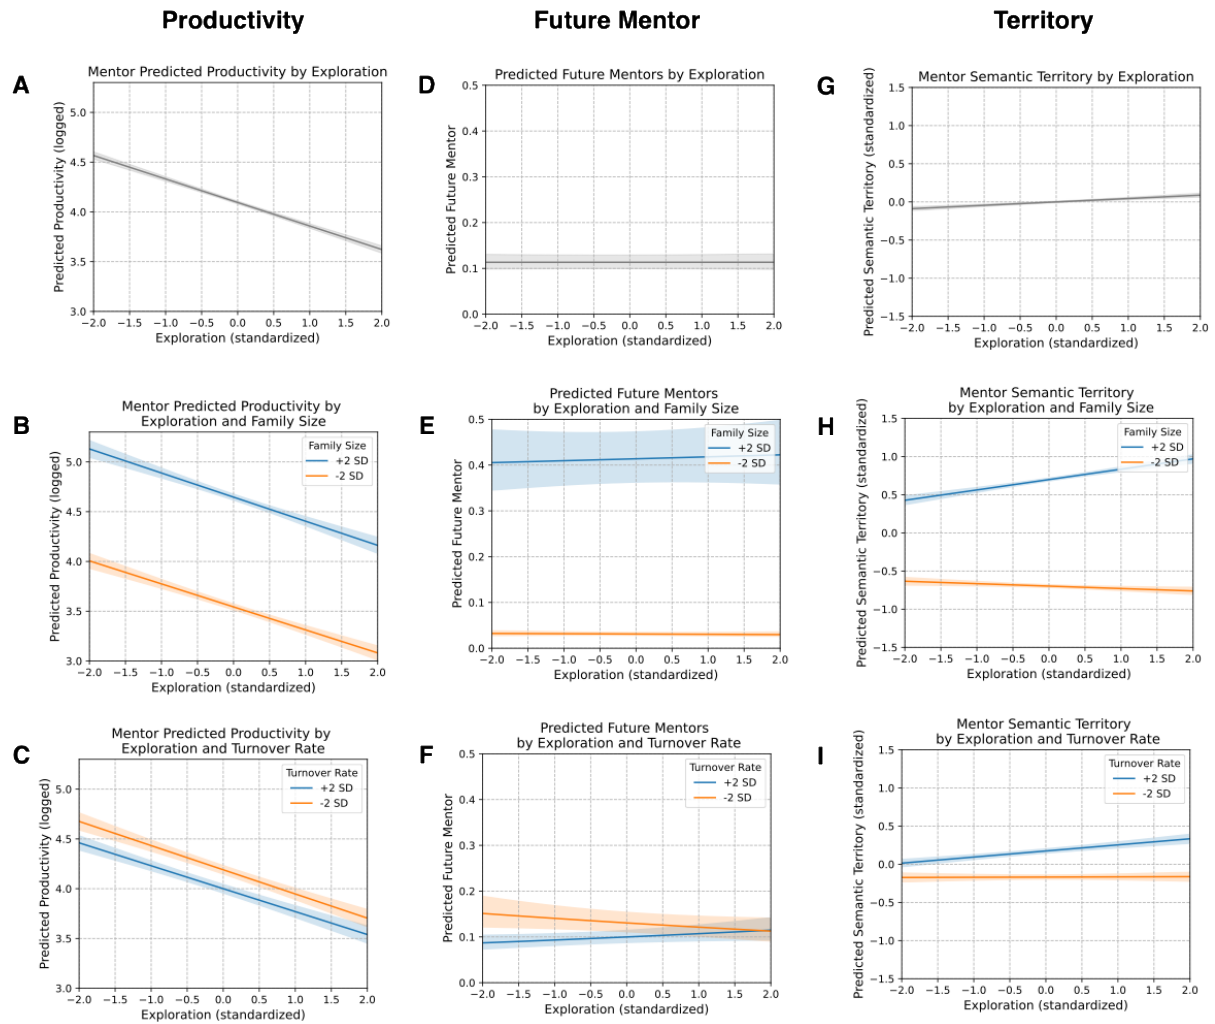 Productivity
Future Mentor
Territory
A
Mentor Predicted Productivity by Exploration
Predicted Productivity (logged)
5.0
4.5
4.0
3.5
3.0
−2.0 −1.5 −1.0 −0.5 0.0 0.5 1.0 1.5 2.0
Exploration (standardized)
D
Predicted Future Mentors by Exploration
Predicted Future Mentor
0.5
0.4
0.3
0.2
0.1
0.0
−2.0 −1.5 −1.0 −0.5 0.0 0.5 1.0 1.5 2.0
Exploration (standardized)
G
Mentor Semantic Territory by Exploration
Predicted Semantic Territory (standardized)
1.5
1.0
0.5
0.0
−0.5
−1.0
−1.5
−2.0 −1.5 −1.0 −0.5 0.0 0.5 1.0 1.5 2.0
Exploration (standardized)
B
Mentor Predicted Productivity by
Exploration and Family Size
Predicted Productivity (logged)
5.0
4.5
4.0
3.5
3.0
Family Size
+2 SD
-2 SD
−2.0 −1.5 −1.0 −0.5 0.0 0.5 1.0 1.5 2.0
Exploration (standardized)
E
Predicted Future Mentors
by Exploration and Family Size
Predicted Future Mentor
0.5
0.4
0.3
0.2
0.1
0.0
Family Size
+2 SD
-2 SD
−2.0 −1.5 −1.0 −0.5 0.0 0.5 1.0 1.5 2.0
Exploration (standardized)
H
Mentor Semantic Territory
by Exploration and Family Size
Predicted Semantic Territory (standardized)
1.5
1.0
0.5
0.0
−0.5
−1.0
−1.5
Family Size
+2 SD
-2 SD
−2.0 −1.5 −1.0 −0.5 0.0 0.5 1.0 1.5 2.0
Exploration (standardized)
C
Mentor Predicted Productivity by
Exploration and Turnover Rate
Predicted Productivity (logged)
5.0
4.5
4.0
3.5
3.0
Turnover Rate
+2 SD
-2 SD
−2.0 −1.5 −1.0 −0.5 0.0 0.5 1.0 1.5 2.0
Exploration (standardized)
F
Predicted Future Mentors
by Exploration and Turnover Rate
Predicted Future Mentor
0.5
0.4
0.3
0.2
0.1
0.0
Turnover Rate
+2 SD
-2 SD
−2.0 −1.5 −1.0 −0.5 0.0 0.5 1.0 1.5 2.0
Exploration (standardized)
I
Mentor Semantic Territory
by Exploration and Turnover Rate
Predicted Semantic Territory (standardized)
1.5
1.0
0.5
0.0
−0.5
−1.0
−1.5
Turnover Rate
+2 SD
-2 SD
−2.0 −1.5 −1.0 −0.5 0.0 0.5 1.0 1.5 2.0
Exploration (standardized)